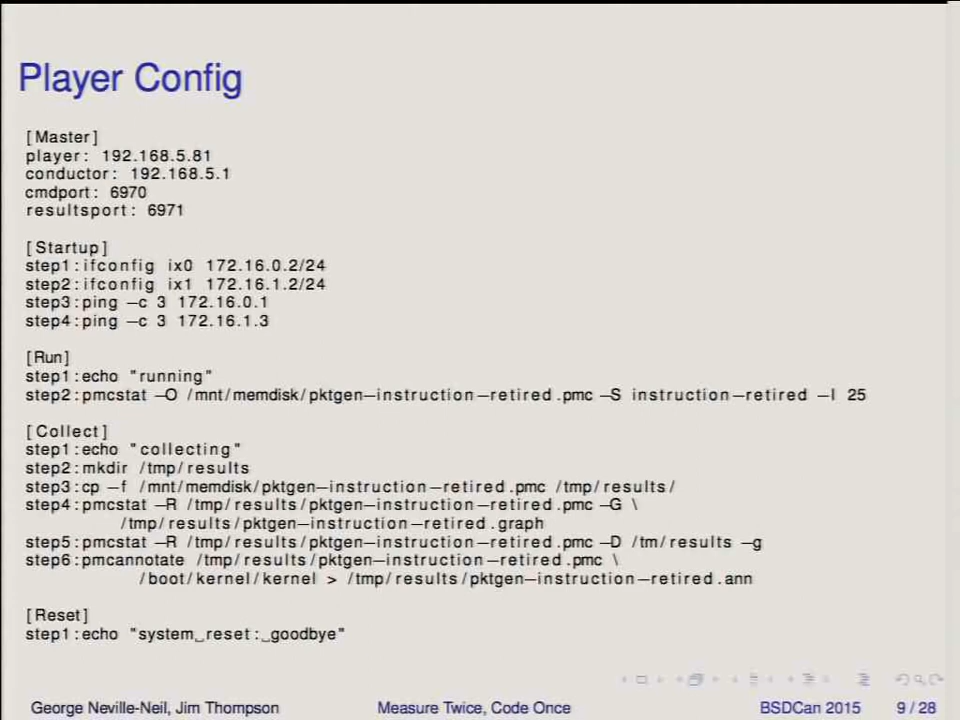 Player Config
[Master]
player: 192.168.5.81
conductor: 192.168.5.1
cmdport: 6970
resultsport: 6971
[Startup]
step1:ifconfig ix0 172.16.0.2/24
step2:ifconfig ix1 172.16.1.2/24
step3:ping –c 3 172.16.0.1
step4:ping –c 3 172.16.1.3
[Run]
step1:echo "running"
step2:pmcstat –O /mnt/memdisk/pktgen–instruction–retired.pmc –S instruction–retired –l 25
[Collect]
step1:echo "collecting"
step2:mkdir /tmp/results
step3:cp –f /mnt/memdisk/pktgen–instruction–retired.pmc /tmp/results/
step4:pmcstat –R /tmp/results/pktgen–instruction–retired.pmc –G \
/tmp/results/pktgen–instruction–retired.graph
step5:pmcstat –R /tmp/results/pktgen–instruction–retired.pmc –D /tm/results –g
step6:pmcannotate /tmp/results/pktgen–instruction–retired.pmc \
/boot/kernel/kernel > /tmp/results/pktgen–instruction–retired.ann
[Reset]
step1:echo "system␣reset:␣goodbye"
George Neville-Neil, Jim Thompson
Measure Twice, Code Once
BSDCan 2015
9 / 28